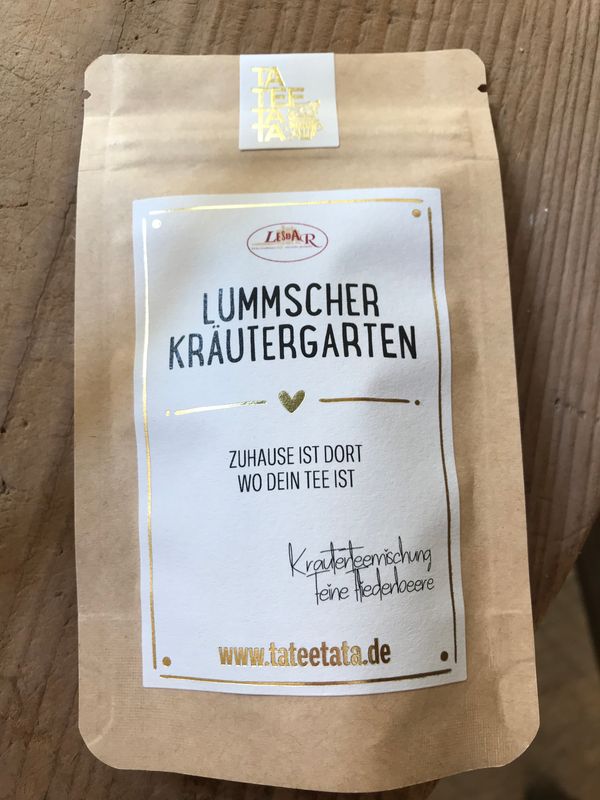 TA
TEE
TA
TA
LESBAR
LUMMSCHER
KRÄUTERGARTEN
ZUHAUSE IST DORT
WO DEIN TEE IST
Kräuterteemischung
feine Fliederbeere
www.tateetata.de